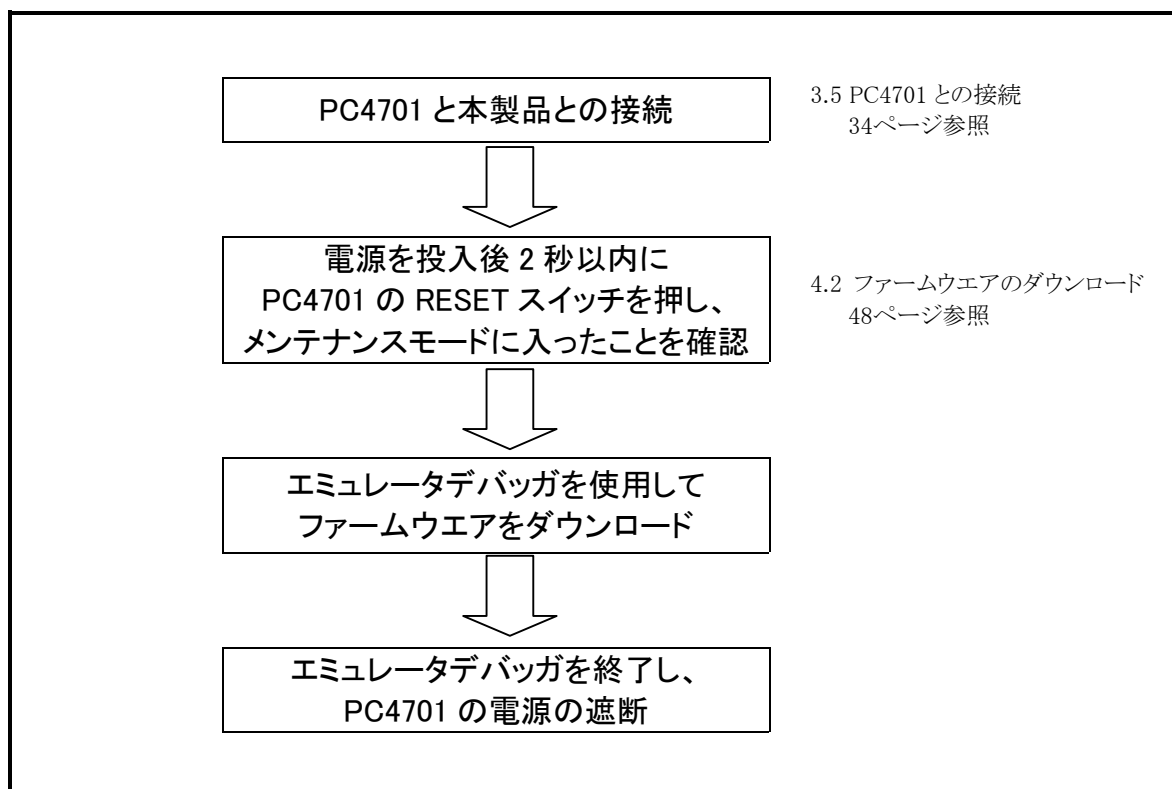 PC4701 と本製品との接続
3.5 PC4701 との接続
34ページ参照
電源を投入後 2 秒以内に
PC4701 の RESET スイッチを押し、
メンテナンスモードに入ったことを確認
4.2 ファームウエアのダウンロード
48ページ参照
エミュレータデバッガを使用して
ファームウエアをダウンロード
エミュレータデバッガを終了し、
PC4701 の電源の遮断